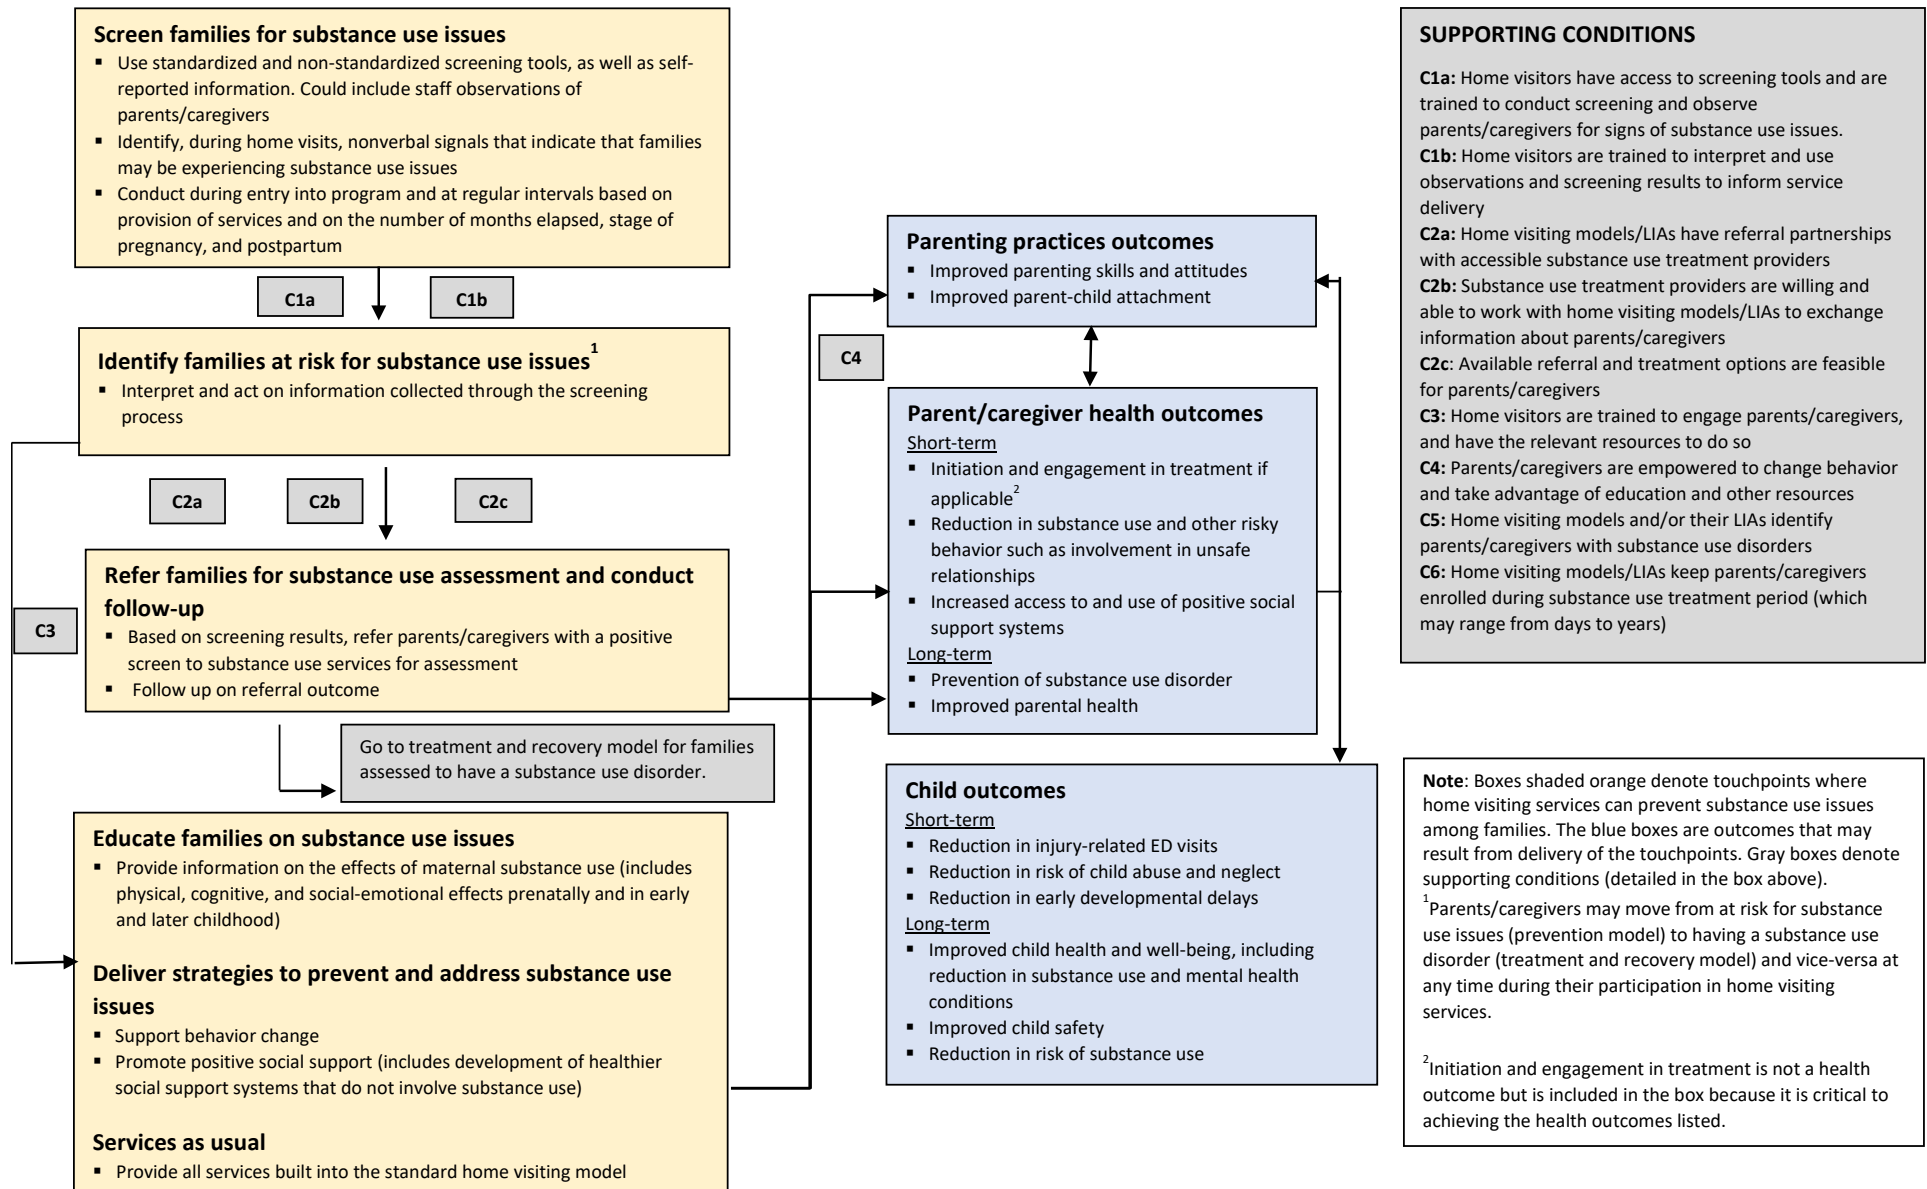 Screen families for substance use issues
▪ Use standardized and non-standardized screening tools, as well as self-
reported information. Could include staff observations of
parents/caregivers
▪ Identify, during home visits, nonverbal signals that indicate that families
may be experiencing substance use issues
▪ Conduct during entry into program and at regular intervals based on
provision of services and on the number of months elapsed, stage of
pregnancy, and postpartum
C1a
C1b
Identify families at risk for substance use issues1
▪ Interpret and act on information collected through the screening
process
C2a
C2b
C2c
Refer families for substance use assessment and conduct
follow-up
▪ Based on screening results, refer parents/caregivers with a positive
screen to substance use services for assessment
▪ Follow up on referral outcome
C3
Go to treatment and recovery model for families
assessed to have a substance use disorder.
Educate families on substance use issues
▪ Provide information on the effects of maternal substance use (includes
physical, cognitive, and social-emotional effects prenatally and in early
and later childhood)
Deliver strategies to prevent and address substance use
issues
▪ Support behavior change
▪ Promote positive social support (includes development of healthier
social support systems that do not involve substance use)
Services as usual
▪ Provide all services built into the standard home visiting model
Parenting practices outcomes
▪ Improved parenting skills and attitudes
▪ Improved parent-child attachment
C4
Parent/caregiver health outcomes
Short-term
▪ Initiation and engagement in treatment if
applicable2
▪ Reduction in substance use and other risky
behavior such as involvement in unsafe
relationships
▪ Increased access to and use of positive social
support systems
Long-term
▪ Prevention of substance use disorder
▪ Improved parental health
Child outcomes
Short-term
▪ Reduction in injury-related ED visits
▪ Reduction in risk of child abuse and neglect
▪ Reduction in early developmental delays
Long-term
▪ Improved child health and well-being, including
reduction in substance use and mental health
conditions
▪ Improved child safety
▪ Reduction in risk of substance use
SUPPORTING CONDITIONS
C1a: Home visitors have access to screening tools and are
trained to conduct screening and observe
parents/caregivers for signs of substance use issues.
C1b: Home visitors are trained to interpret and use
observations and screening results to inform service
delivery
C2a: Home visiting models/LIAs have referral partnerships
with accessible substance use treatment providers
C2b: Substance use treatment providers are willing and
able to work with home visiting models/LIAs to exchange
information about parents/caregivers
C2c: Available referral and treatment options are feasible
for parents/caregivers
C3: Home visitors are trained to engage parents/caregivers,
and have the relevant resources to do so
C4: Parents/caregivers are empowered to change behavior
and take advantage of education and other resources
C5: Home visiting models and/or their LIAs identify
parents/caregivers with substance use disorders
C6: Home visiting models/LIAs keep parents/caregivers
enrolled during substance use treatment period (which
may range from days to years)
Note: Boxes shaded orange denote touchpoints where
home visiting services can prevent substance use issues
among families. The blue boxes are outcomes that may
result from delivery of the touchpoints. Gray boxes denote
supporting conditions (detailed in the box above).
1Parents/caregivers may move from at risk for substance
use issues (prevention model) to having a substance use
disorder (treatment and recovery model) and vice-versa at
any time during their participation in home visiting
services.
2Initiation and engagement in treatment is not a health
outcome but is included in the box because it is critical to
achieving the health outcomes listed.